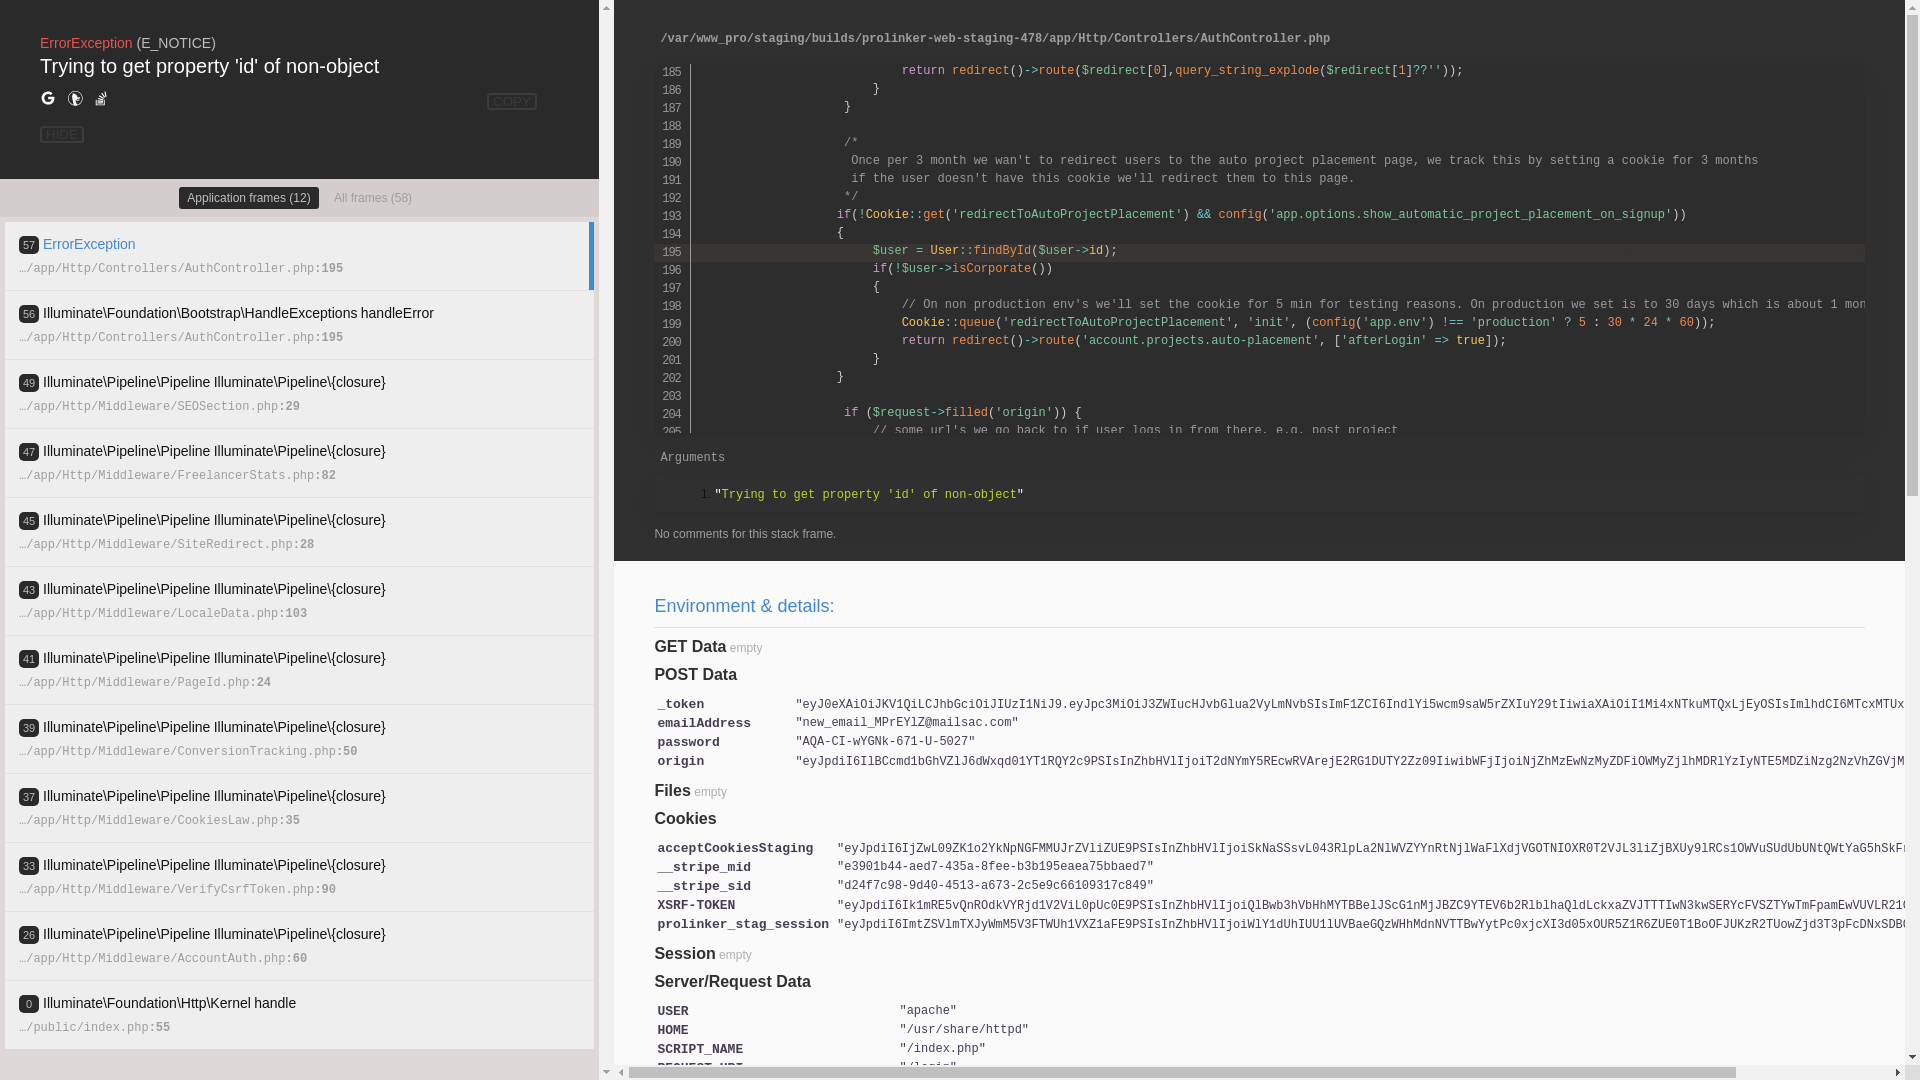 ErrorException (E_NOTICE)
Trying to get property 'id' of non-object
COPY
HIDE
Application frames (12) All frames (58)
57 ErrorException
…/app/Http/Controllers/AuthController.php:195
56 Illuminate\Foundation\Bootstrap\HandleExceptions handleError
…/app/Http/Controllers/AuthController.php:195
49 Illuminate\Pipeline\Pipeline Illuminate\Pipeline\{closure}
…/app/Http/Middleware/SEOSection.php:29
47 Illuminate\Pipeline\Pipeline Illuminate\Pipeline\{closure}
…/app/Http/Middleware/FreelancerStats.php:82
45 Illuminate\Pipeline\Pipeline Illuminate\Pipeline\{closure}
…/app/Http/Middleware/SiteRedirect.php:28
43 Illuminate\Pipeline\Pipeline Illuminate\Pipeline\{closure}
…/app/Http/Middleware/LocaleData.php:103
41 Illuminate\Pipeline\Pipeline Illuminate\Pipeline\{closure}
…/app/Http/Middleware/PageId.php:24
39 Illuminate\Pipeline\Pipeline Illuminate\Pipeline\{closure}
…/app/Http/Middleware/ConversionTracking.php:50
37 Illuminate\Pipeline\Pipeline Illuminate\Pipeline\{closure}
…/app/Http/Middleware/CookiesLaw.php:35
33 Illuminate\Pipeline\Pipeline Illuminate\Pipeline\{closure}
…/app/Http/Middleware/VerifyCsrfToken.php:90
26 Illuminate\Pipeline\Pipeline Illuminate\Pipeline\{closure}
…/app/Http/Middleware/AccountAuth.php:60
0 Illuminate\Foundation\Http\Kernel handle
…/public/index.php:55
/var/www_pro/staging/builds/prolinker-web-staging-478/app/Http/Controllers/AuthController.php
185 return redirect()->route($redirect[0],query_string_explode($redirect[1]??''));
186 }
187 }
188
189 /*
190 Once per 3 month we wan't to redirect users to the auto project placement page, we track this by setting a cookie for 3 months
191 if the user doesn't have this cookie we'll redirect them to this page.
192 */
193 if(!Cookie::get('redirectToAutoProjectPlacement') && config('app.options.show_automatic_project_placement_on_signup'))
194 {
195 $user = User::findById($user->id);
196 if(!$user->isCorporate())
197 {
198 // On non production env's we'll set the cookie for 5 min for testing reasons. On production we set is to 30 days which is about 1 mon
199 Cookie::queue('redirectToAutoProjectPlacement', 'init', (config('app.env') !== 'production' ? 5 : 30 * 24 * 60));
200 return redirect()->route('account.projects.auto-placement', ['afterLogin' => true]);
201 }
202 }
203
204 if ($request->filled('origin')) {
205 // some url's we go back to if user logs in from there, e.g. post project
Arguments
1. "Trying to get property 'id' of non-object"
No comments for this stack frame.
Environment & details:
GET Data empty
POST Data
_token
emailAddress "new_email_MPrEYlZ@mailsac.com"
password "AQA-CI-wYGNk-671-U-5027"
origin
Files empty
Cookies
acceptCookiesStaging
__stripe_mid "e3901b44-aed7-435a-8fee-b3b195eaea75bbaed7"
__stripe_sid "d24f7c98-9d40-4513-a673-2c5e9c66109317c849"
XSRF-TOKEN
prolinker_stag_session
Session empty
Server/Request Data
USER "apache"
HOME "/usr/share/httpd"
SCRIPT_NAME "/index.php"
REQUEST_URI "/login"